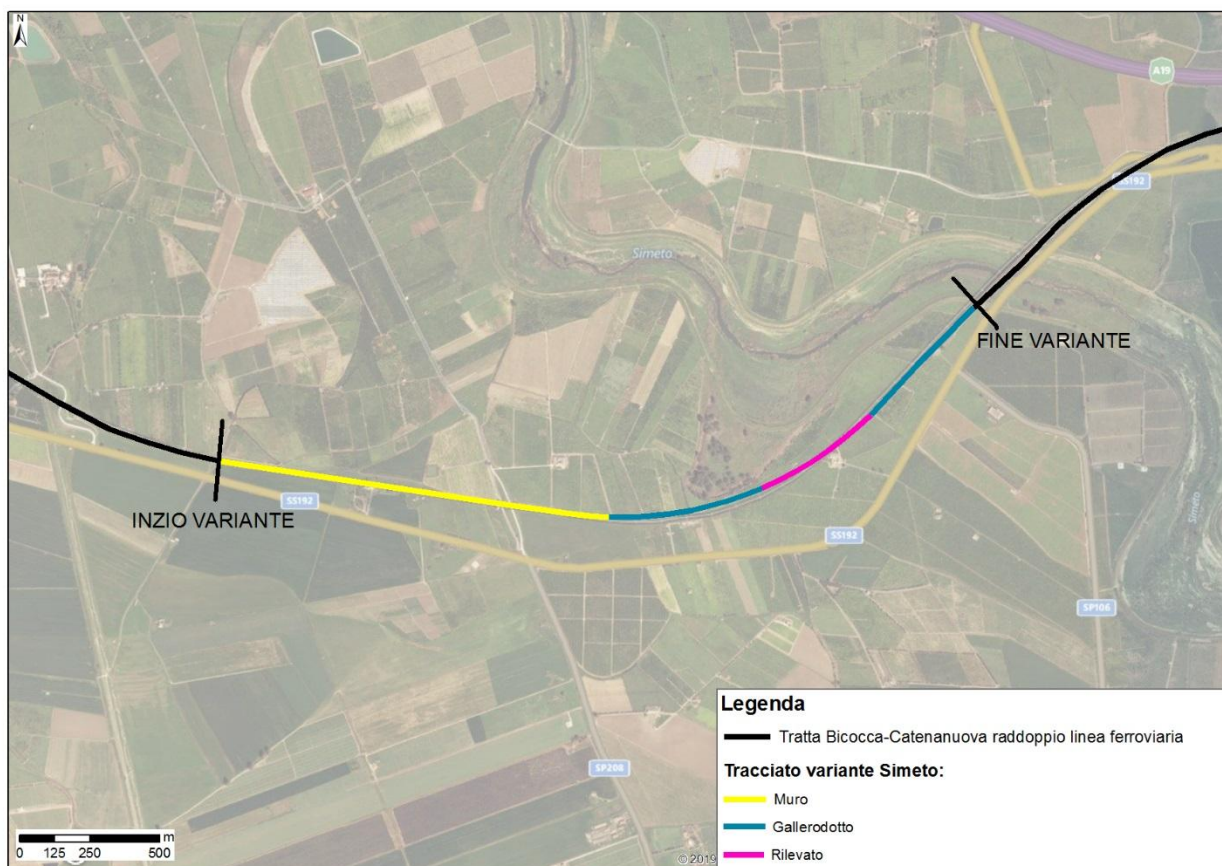 N
A19
SS192
Simeto
FINE VARIANTE
SS192
INZIO VARIANTE
SS192
Simeto
SP106
SP208
Legenda
Tratta Bicocca-Catenanuova raddoppio linea ferroviaria
Tracciato variante Simeto:
Muro
Gallerodotto
Rilevato
m
0 125 250 500
© 2019